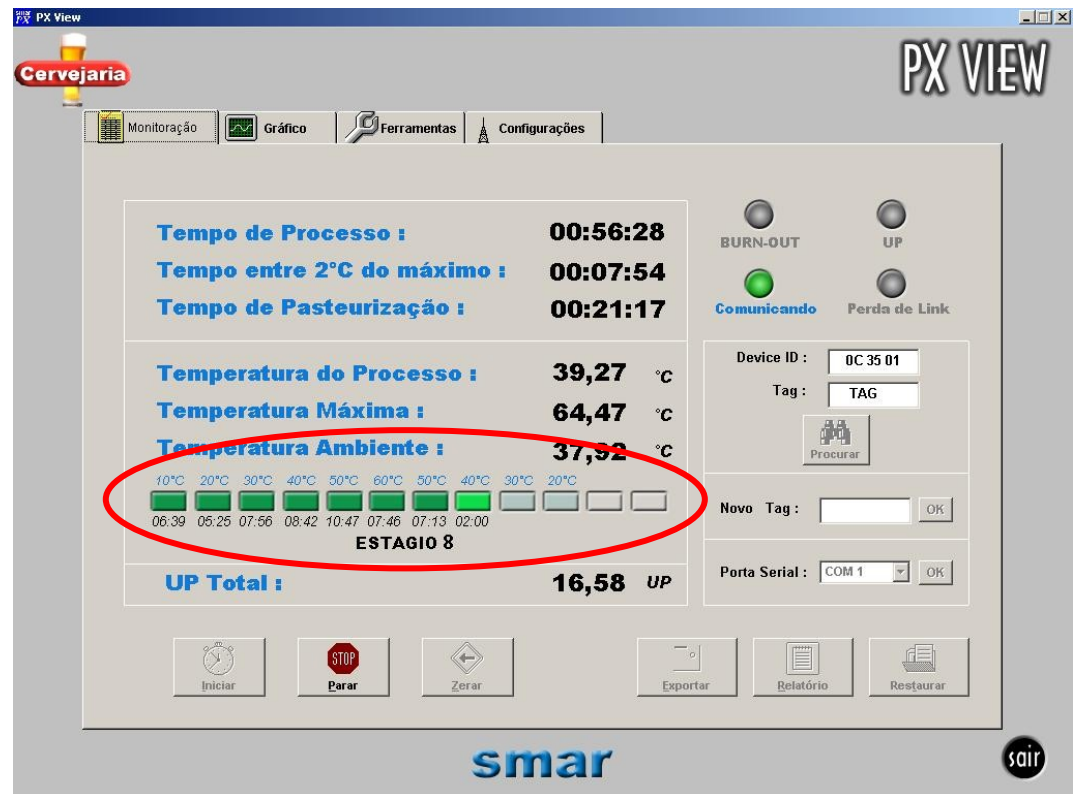 smar PX PX View
Cervejaria
PX VIEW
Monitoração Gráfico Ferramentas Configurações
Tempo de Processo : 00:56:28
Tempo entre 2°C do máximo : 00:07:54
Tempo de Pasteurização : 00:21:17
BURN-OUT UP
Comunicando Perda de Link
Temperatura do Processo : 39,27 °C
Temperatura Máxima : 64,47 °C
Temperatura Ambiente : 37,92 °C
10°C 20°C 30°C 40°C 50°C 60°C 50°C 40°C 30°C 20°C
06:39 05:25 07:56 08:42 10:47 07:46 07:13 02:00
ESTAGIO 8
UP Total : 16,58 UP
Device ID : 0C 35 01
Tag : TAG
Procurar
Novo Tag : OK
Porta Serial : COM 1 OK
Iniciar STOP Parar Zerar Exportar Relatório Restaurar
smar
sair